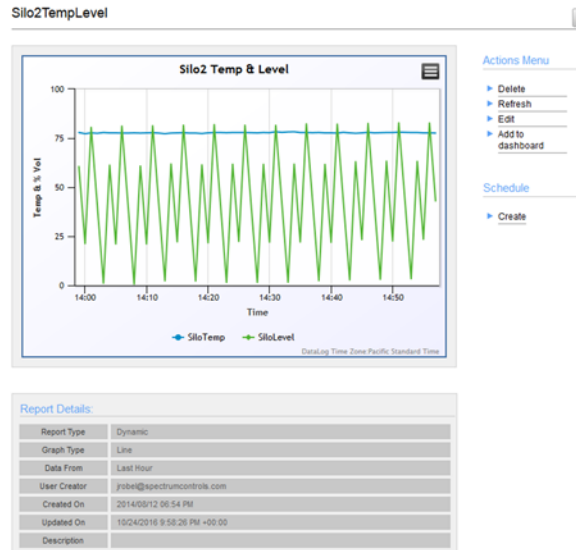 Silo2TempLevel
Silo2 Temp & Level
100
75
50
25
0
Temp & % Vol
14:00 14:10 14:20 14:30 14:40 14:50
Time
SiloTemp SiloLevel
DataLog Time Zone:Pacific Standard Time
Actions Menu
Delete
Refresh
Edit
Add to
dashboard
Schedule
Create
Report Details:
Report Type Dynamic
Graph Type Line
Data From Last Hour
User Creator jrobel@spectrumcontrols.com
Created On 2014/08/12 06:54 PM
Updated On 10/24/2016 9:58:26 PM +00:00
Description